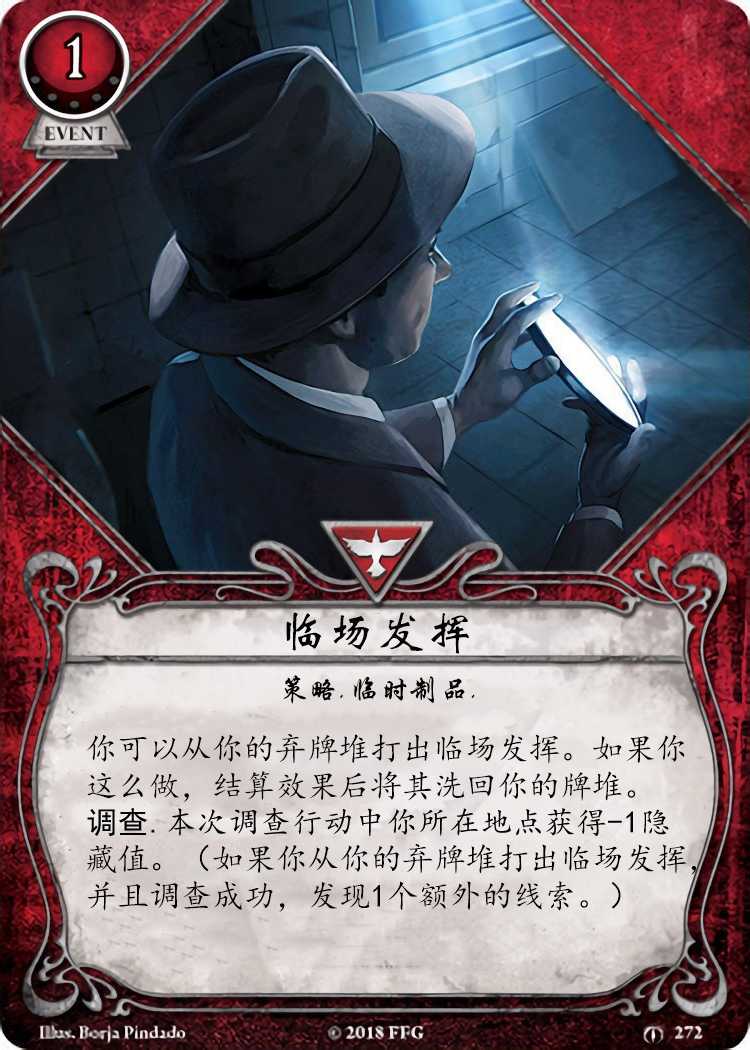 1
EVENT
临场发挥
策略.临时制品.
你可以从你的弃牌堆打出临场发挥。如果你
这么做，结算效果后将其洗回你的牌堆。
调查.本次调查行动中你所在地点获得-1隐
藏值。（如果你从你的弃牌堆打出临场发挥,
并且调查成功，发现1个额外的线索。）
Illus. Borja Pindado
© 2018 FFG
272